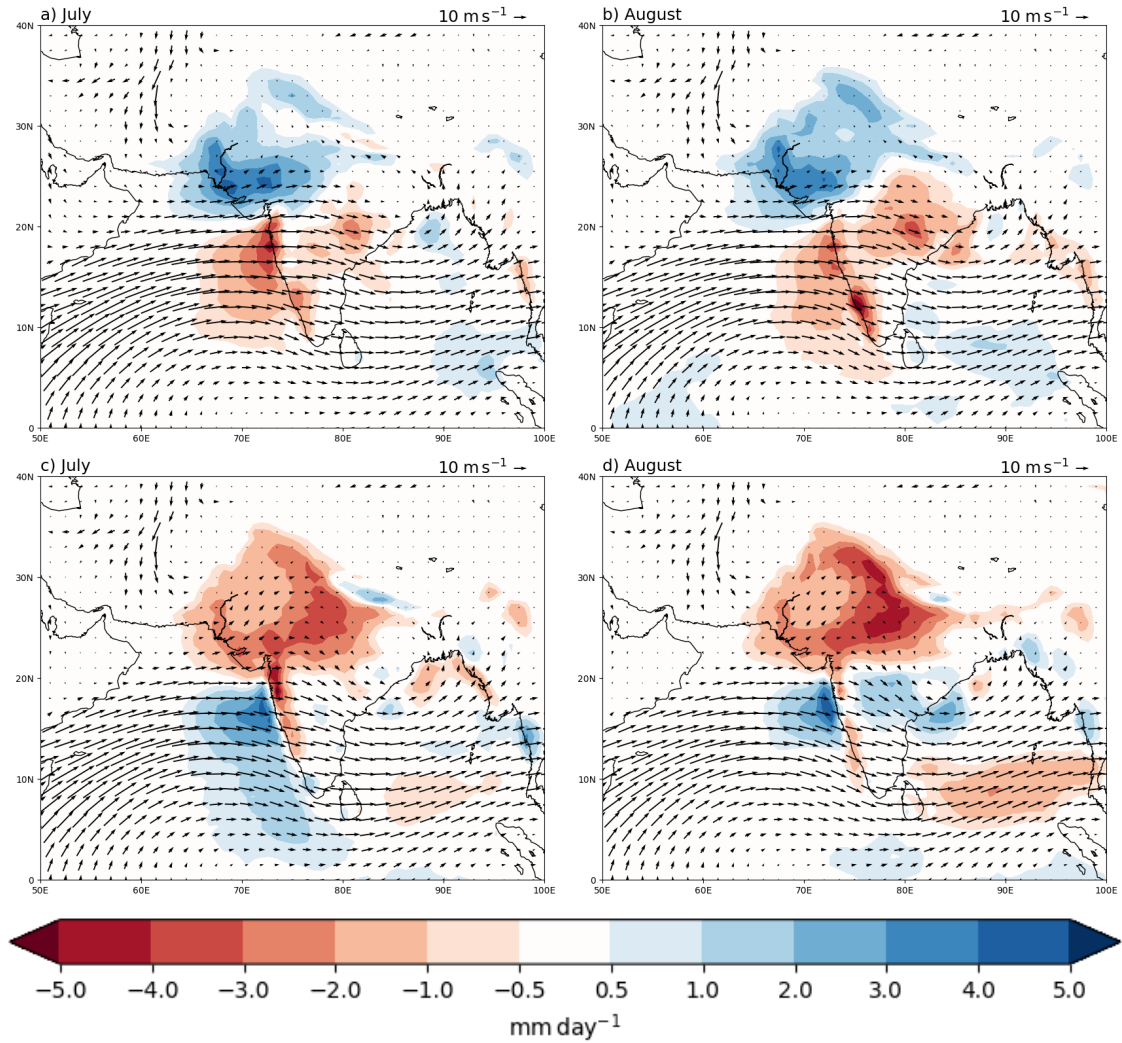 a) July 10 m s⁻¹ b) August 10 m s⁻¹
40N 40N
30N 30N
20N 20N
10N 10N
0 0
50E 60E 70E 80E 90E 100E 50E 60E 70E 80E 90E 100E
c) July 10 m s⁻¹ d) August 10 m s⁻¹
40N 40N
30N 30N
20N 20N
10N 10N
0 0
50E 60E 70E 80E 90E 100E 50E 60E 70E 80E 90E 100E
−5.0 −4.0 −3.0 −2.0 −1.0 −0.5 0.5 1.0 2.0 3.0 4.0 5.0
mm day⁻¹